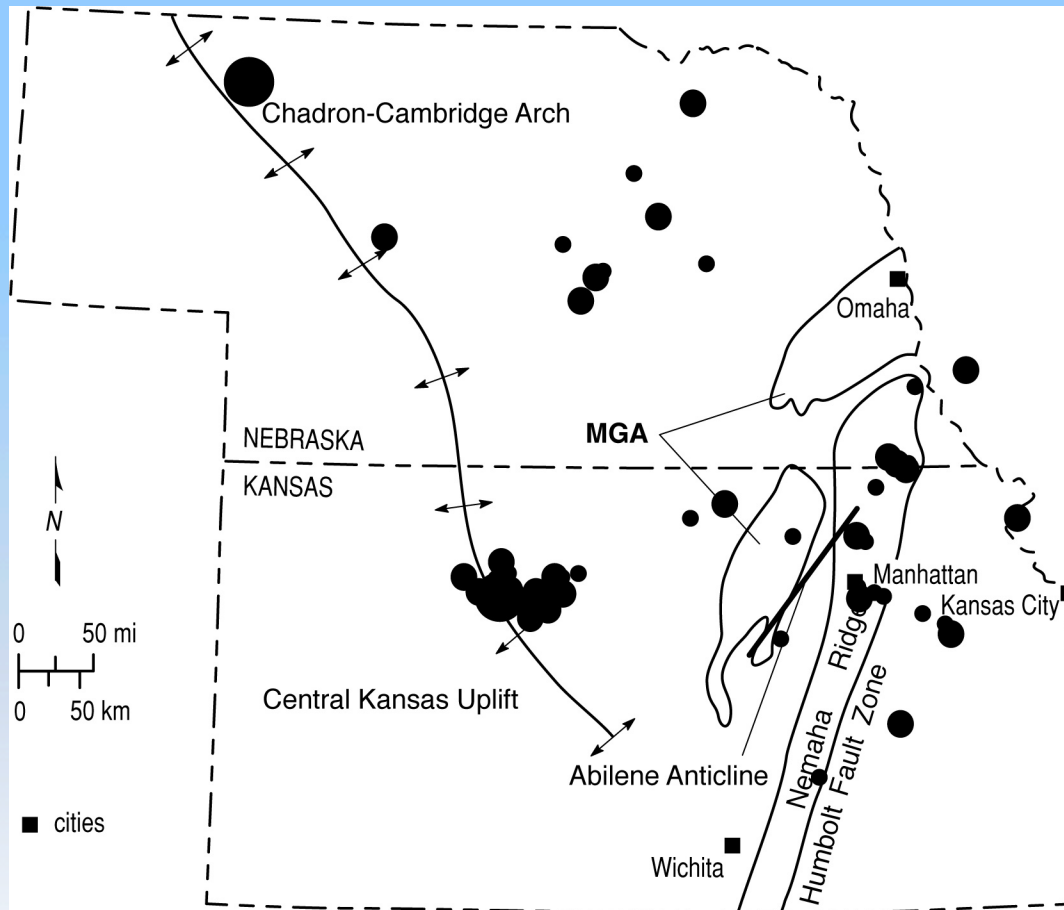 Chadron-Cambridge Arch
Omaha
MGA
NEBRASKA
KANSAS
N
Manhattan
Kansas City
0 50 mi
0 50 km
Central Kansas Uplift
Nemaha Ridge
Humbolt Fault Zone
Abilene Anticline
cities
Wichita